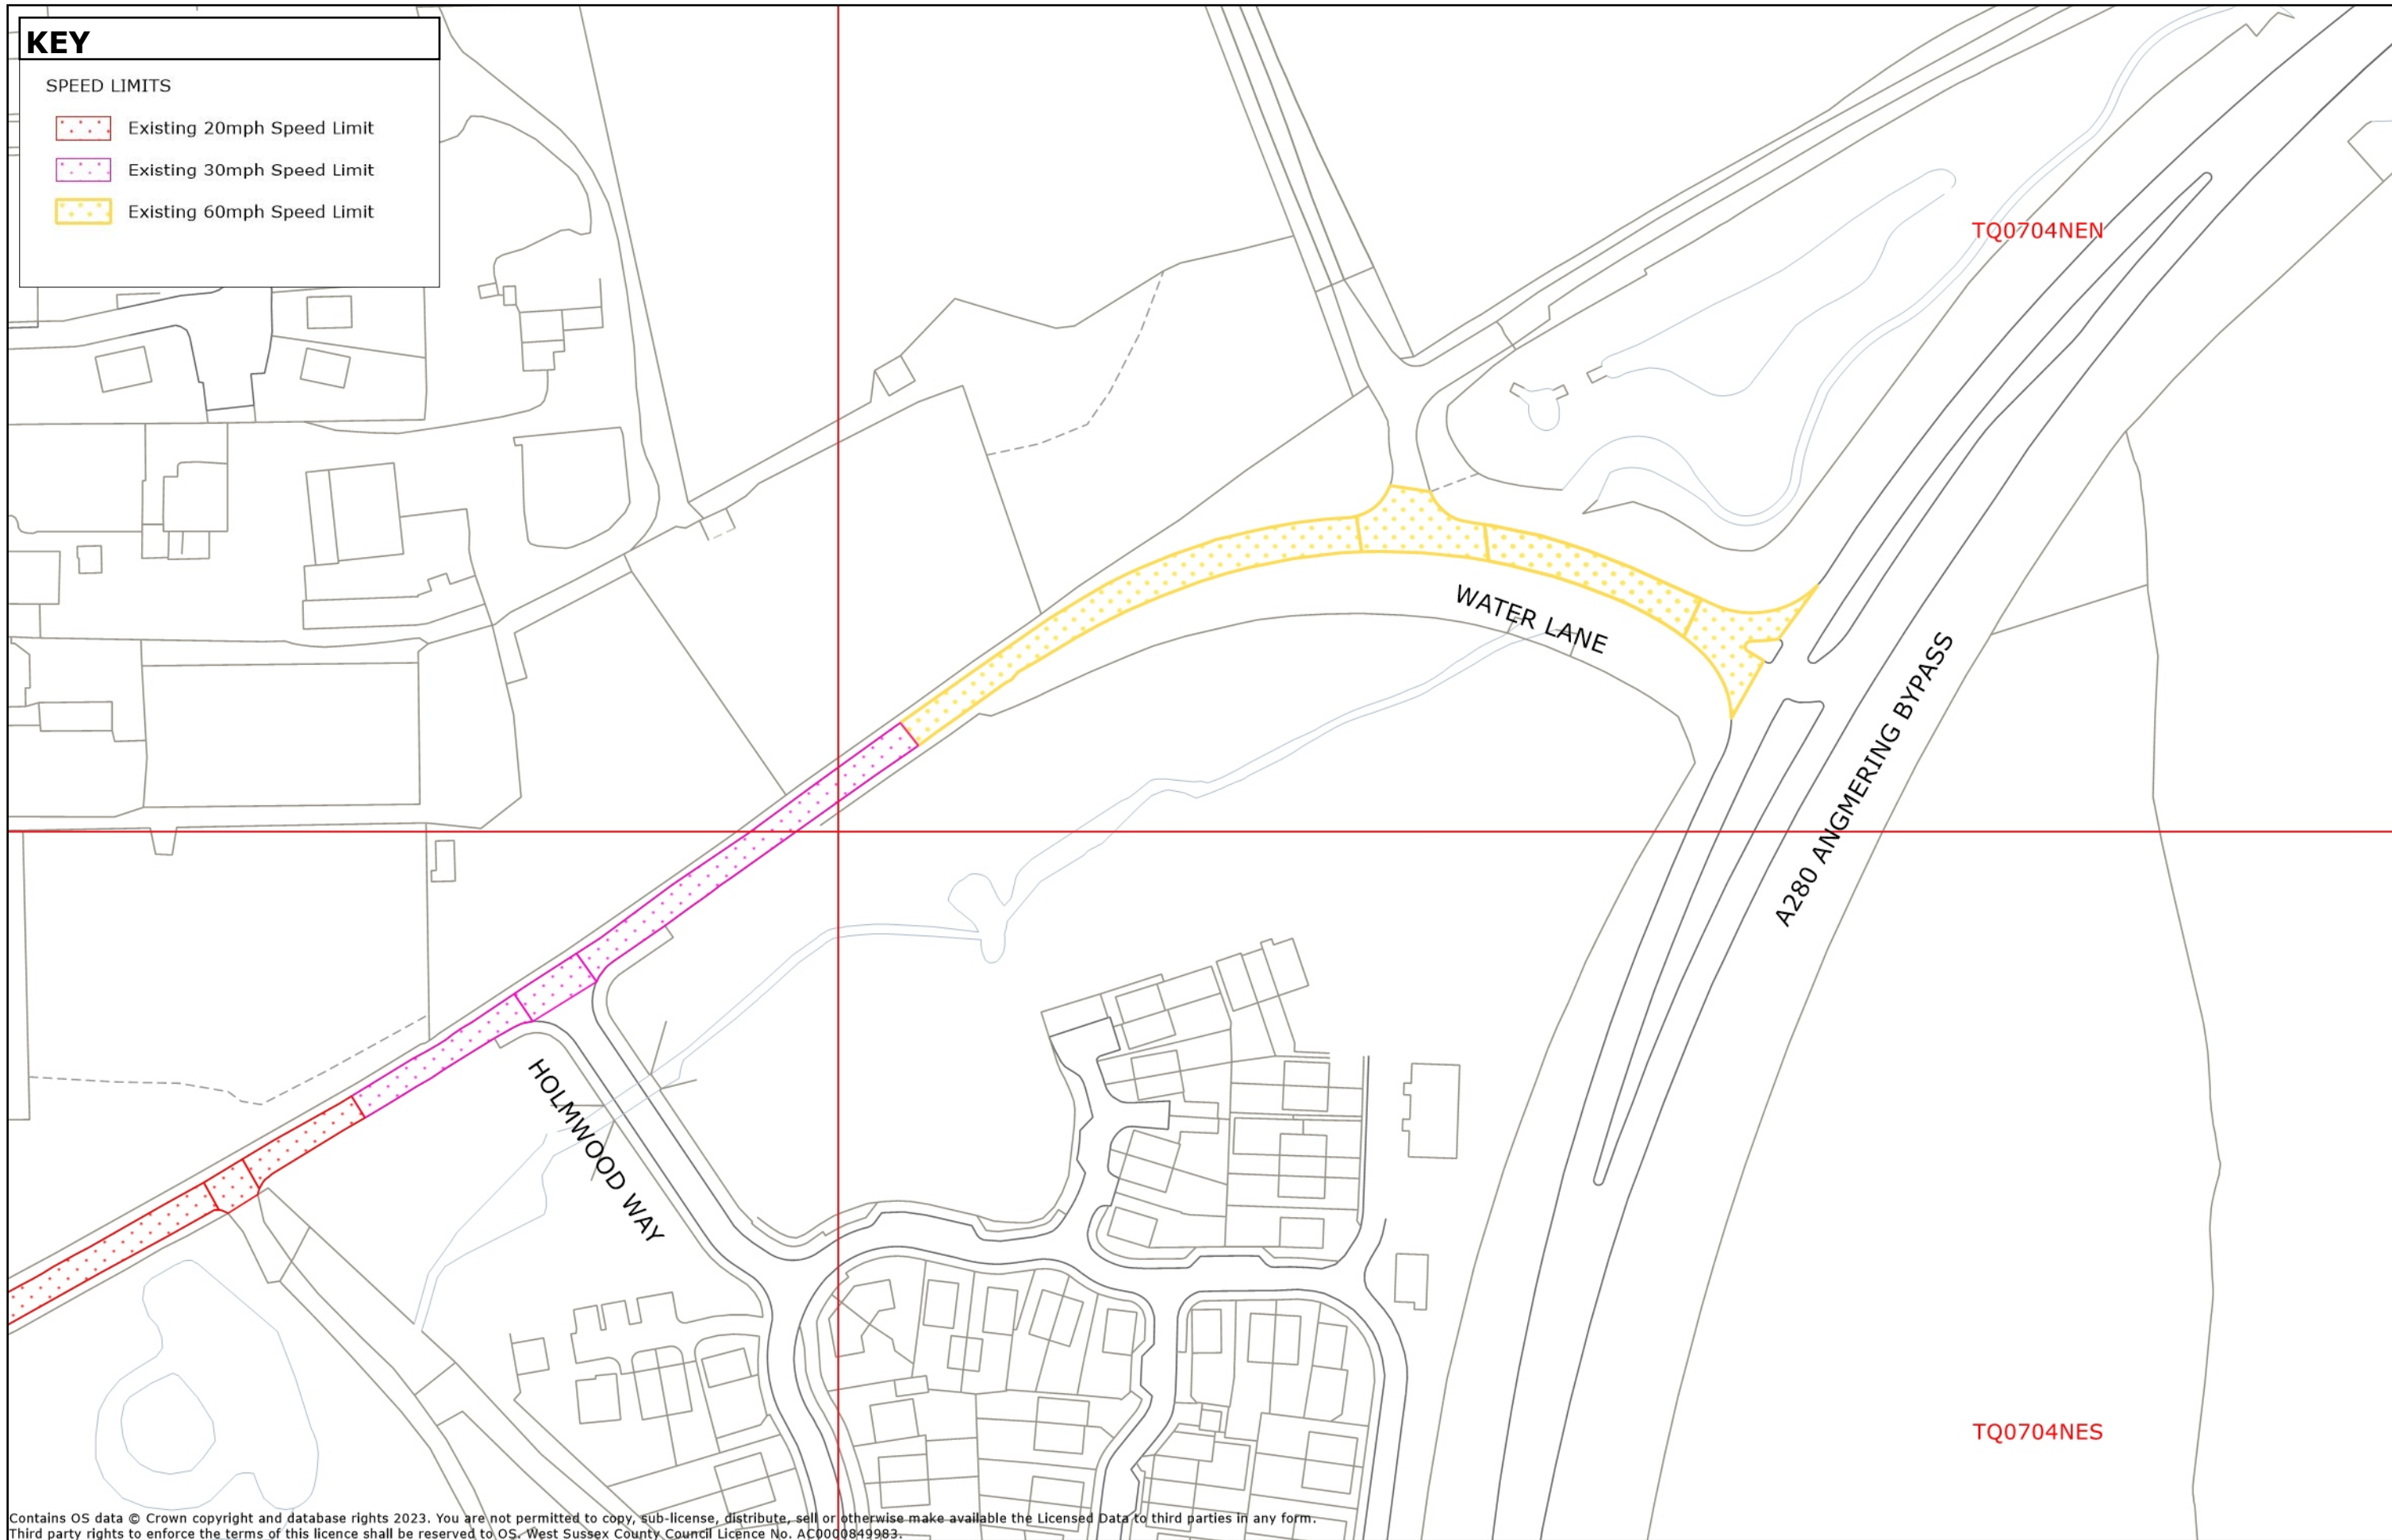 KEY
SPEED LIMITS
Existing 20mph Speed Limit
Existing 30mph Speed Limit
Existing 60mph Speed Limit
TQ0704NEN
WATER LANE
A280 ANGMERING BYPASS
HOLMWOOD WAY
TQ0704NES
Contains OS data © Crown copyright and database rights 2023. You are not permitted to copy, sub-license, distribute, sell or otherwise make available the Licensed Data to third parties in any form.
Third party rights to enforce the terms of this licence shall be reserved to OS. West Sussex County Council Licence No. AC0000849983.